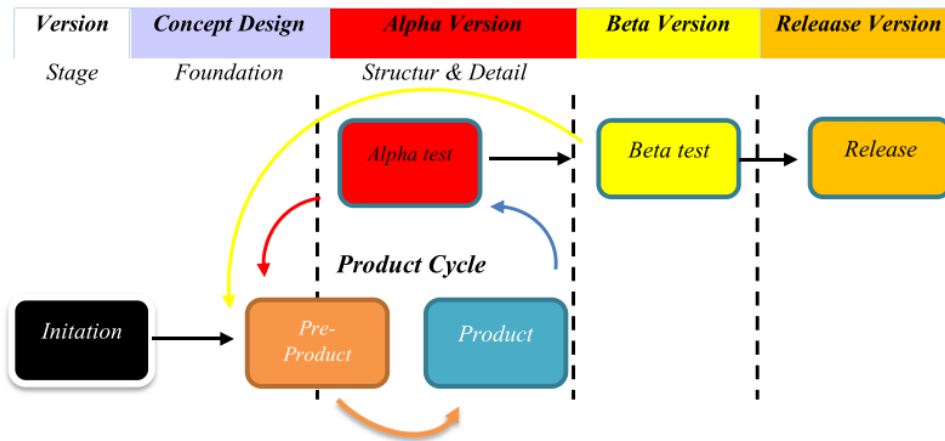 Version Concept Design Alpha Version Beta Version Releaase Version
Stage Foundation Structur & Detail
Alpha test Beta test Release
Product Cycle
Initation
Pre-
Product
Product